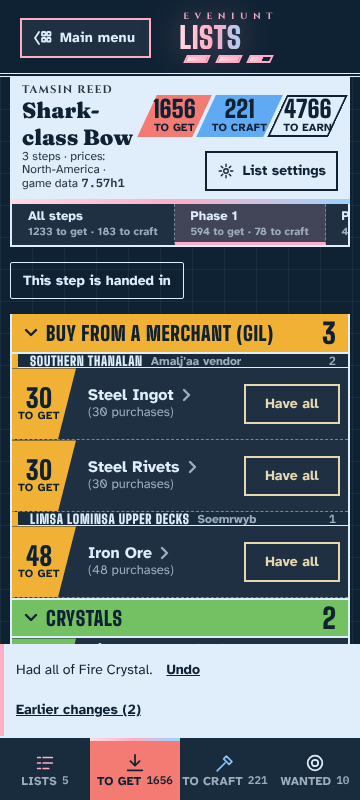 Main menu
EVENIUNT
LISTS
TAMSIN REED
Shark-
class Bow
3 steps · prices:
North-America ·
game data 7.57h1
1656
TO GET
221
TO CRAFT
4766
TO EARN
List settings
All steps
1233 to get · 183 to craft
Phase 1
594 to get · 78 to craft
P
4
This step is handed in
BUY FROM A MERCHANT (GIL) 3
SOUTHERN THANALAN Amalj'aa vendor 2
30
TO GET
Steel Ingot
(30 purchases)
Have all
30
TO GET
Steel Rivets
(30 purchases)
Have all
LIMSA LOMINSA UPPER DECKS Soemrwyb 1
48
TO GET
Iron Ore
(48 purchases)
Have all
CRYSTALS 2
Had all of Fire Crystal. Undo
Earlier changes (2)
LISTS 5
TO GET 1656
TO CRAFT 221
WANTED 10